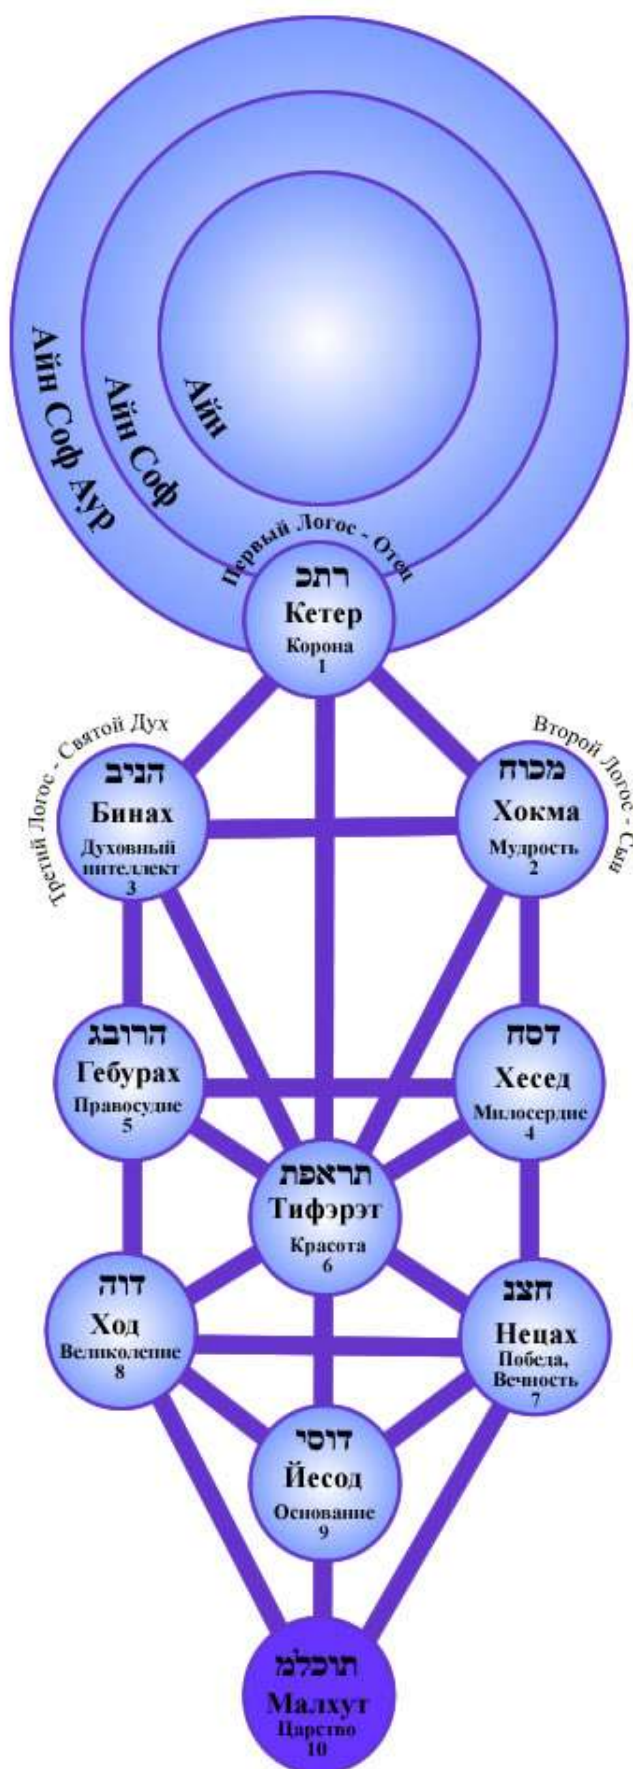 Айн
Айн Соф
Айн Соф Аур
Первый Логос - Отец
רתכ
Кетер
Корона
1
Третий Логос - Святой Дух
הניב
Бинах
Духовный
интеллект
3
Второй Логос - Сын
מכוח
Хокма
Мудрость
2
הרובג
Гебурах
Правосудие
5
דסח
Хесед
Милосердие
4
תראפת
Тифэрэт
Красота
6
דוה
Ход
Великолепие
8
חצנ
Нецах
Победа,
Вечность
7
דוסי
Йесод
Основание
9
תוכלמ
Малхут
Царство
10